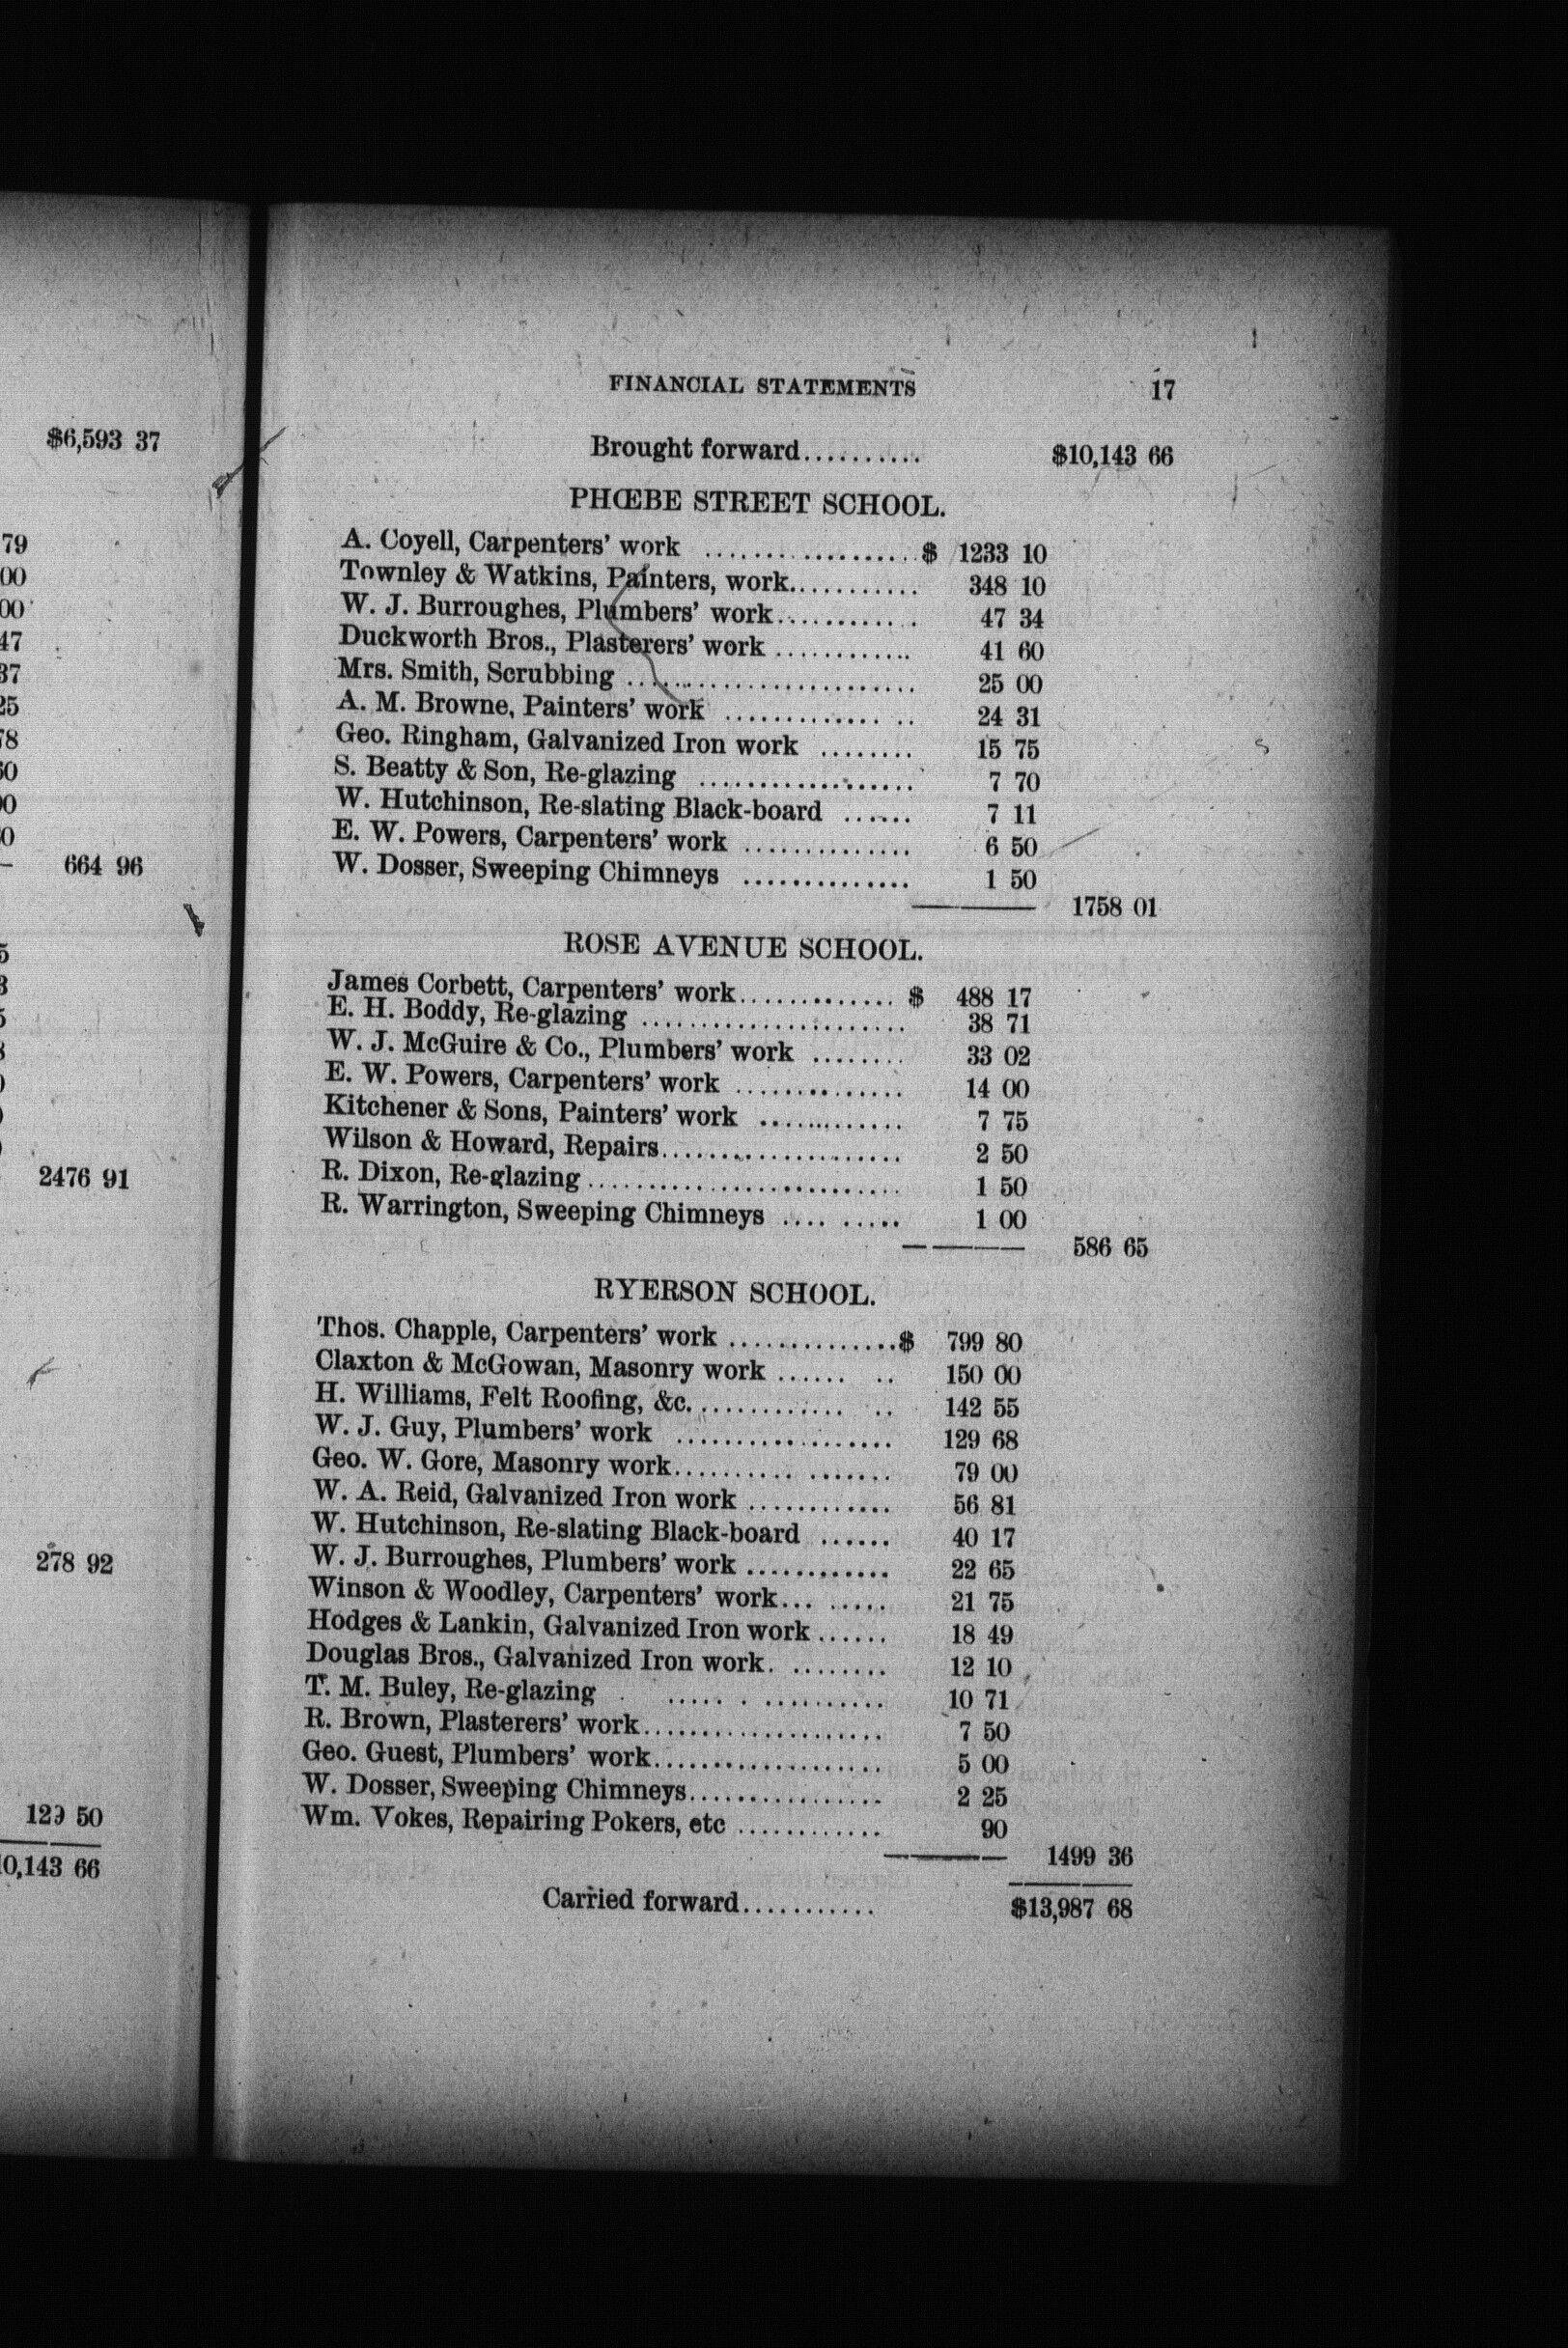 $6,593 37
79
00
00
47
37
25
78
664 96
2476 91
278 92
129 50
0,143 66
FINANCIAL STATEMENTS 17
Brought forward.......... $10,143 66
PHŒBE STREET SCHOOL.
A. Coyell, Carpenters' work .................. $ 1233 10
Townley & Watkins, Painters, work........... 348 10
W. J. Burroughes, Plumbers' work............ 47 34
Duckworth Bros., Plasterers' work ............ 41 60
Mrs. Smith, Scrubbing ........................ 25 00
A. M. Browne, Painters' work ............. .. 24 31
Geo. Ringham, Galvanized Iron work ........ 15 75
S. Beatty & Son, Re-glazing .................. 7 70
W. Hutchinson, Re-slating Black-board ...... 7 11
E. W. Powers, Carpenters' work .............. 6 50
W. Dosser, Sweeping Chimneys .............. 1 50
1758 01
ROSE AVENUE SCHOOL.
James Corbett, Carpenters' work............. $ 488 17
E. H. Boddy, Re-glazing ...................... 38 71
W. J. McGuire & Co., Plumbers' work ........ 33 02
E. W. Powers, Carpenters' work .............. 14 00
Kitchener & Sons, Painters' work ............ 7 75
Wilson & Howard, Repairs.................... 2 50
R. Dixon, Re-glazing.......................... 1 50
R. Warrington, Sweeping Chimneys .... ..... 1 00
586 65
RYERSON SCHOOL.
Thos. Chapple, Carpenters' work ..............$ 799 80
Claxton & McGowan, Masonry work ...... .. 150 00
H. Williams, Felt Roofing, &c............. .. 142 55
W. J. Guy, Plumbers' work .................. 129 68
Geo. W. Gore, Masonry work.......... ....... 79 00
W. A. Reid, Galvanized Iron work ............ 56 81
W. Hutchinson, Re-slating Black-board ...... 40 17
W. J. Burroughes, Plumbers' work ............ 22 65
Winson & Woodley, Carpenters' work... ..... 21 75
Hodges & Lankin, Galvanized Iron work ...... 18 49
Douglas Bros., Galvanized Iron work. ........ 12 10
T. M. Buley, Re-glazing ..... . .......... 10 71
R. Brown, Plasterers' work.................... 7 50
Geo. Guest, Plumbers' work................... 5 00
W. Dosser, Sweeping Chimneys................ 2 25
Wm. Vokes, Repairing Pokers, etc ............ 90
1499 36
Carried forward........... $13,987 68